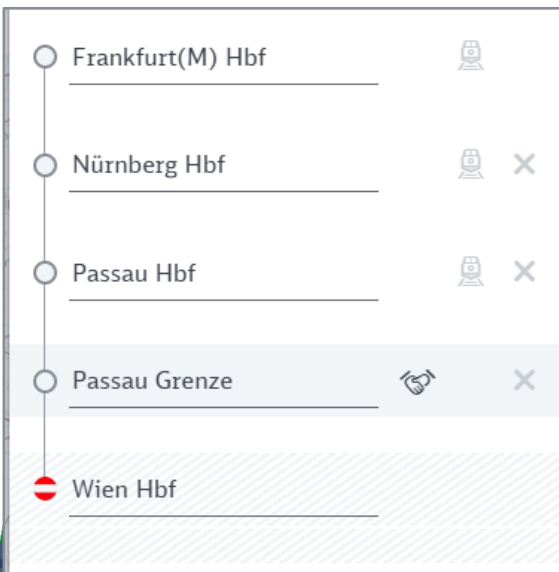 Frankfurt(M) Hbf
Nürnberg Hbf
Passau Hbf
Passau Grenze
Wien Hbf